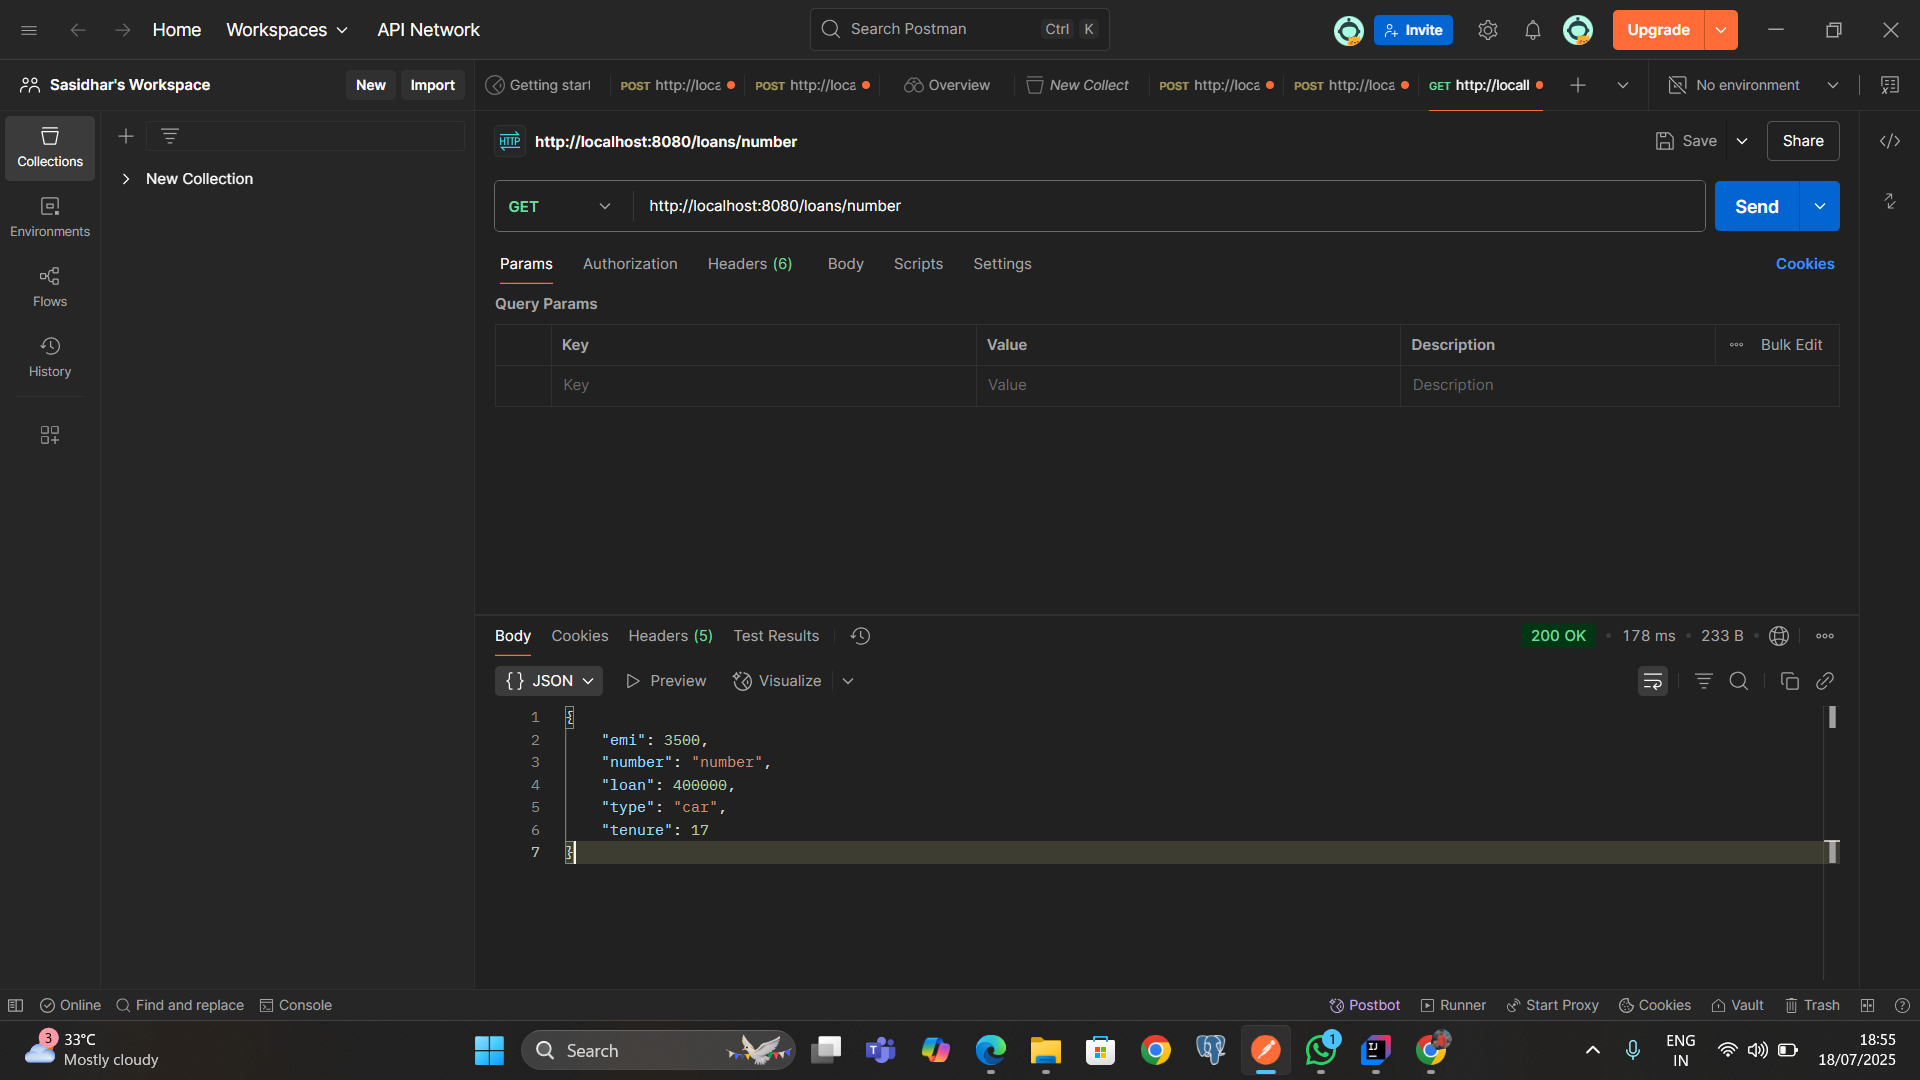 Home
Workspaces
API Network
Search Postman
Ctrl K
Invite
Upgrade
Sasidhar's Workspace
New
Import
Getting start
POST http://loca
POST http://loca
Overview
New Collect
POST http://loca
POST http://loca
GET http://locall
No environment
Collections
Environments
Flows
History
New Collection
HTTP
http://localhost:8080/loans/number
Save
Share
GET
http://localhost:8080/loans/number
Send
Params
Authorization
Headers (6)
Body
Scripts
Settings
Cookies
Query Params
Key
Value
Description
Bulk Edit
Key
Value
Description
Body
Cookies
Headers (5)
Test Results
200 OK
178 ms
233 B
{} JSON
Preview
Visualize
1 {
2 "emi": 3500,
3 "number": "number",
4 "loan": 400000,
5 "type": "car",
6 "tenure": 17
7 }
Online
Find and replace
Console
Postbot
Runner
Start Proxy
Cookies
Vault
Trash
3
33°C
Mostly cloudy
Search
1
IJ
ENG
IN
18:55
18/07/2025